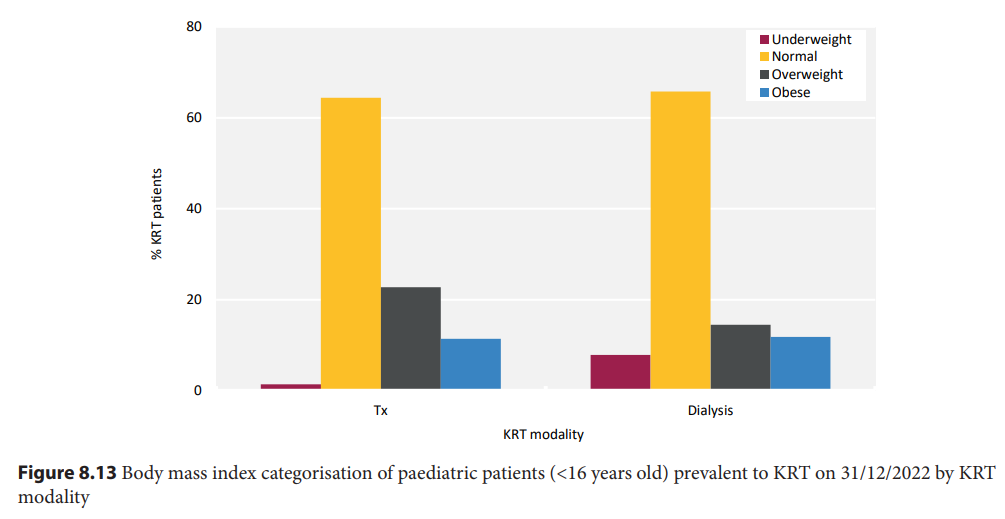 80
60
40
20
0
% KRT patients
Underweight
Normal
Overweight
Obese
Tx
Dialysis
KRT modality
Figure 8.13 Body mass index categorisation of paediatric patients (<16 years old) prevalent to KRT on 31/12/2022 by KRT
modality